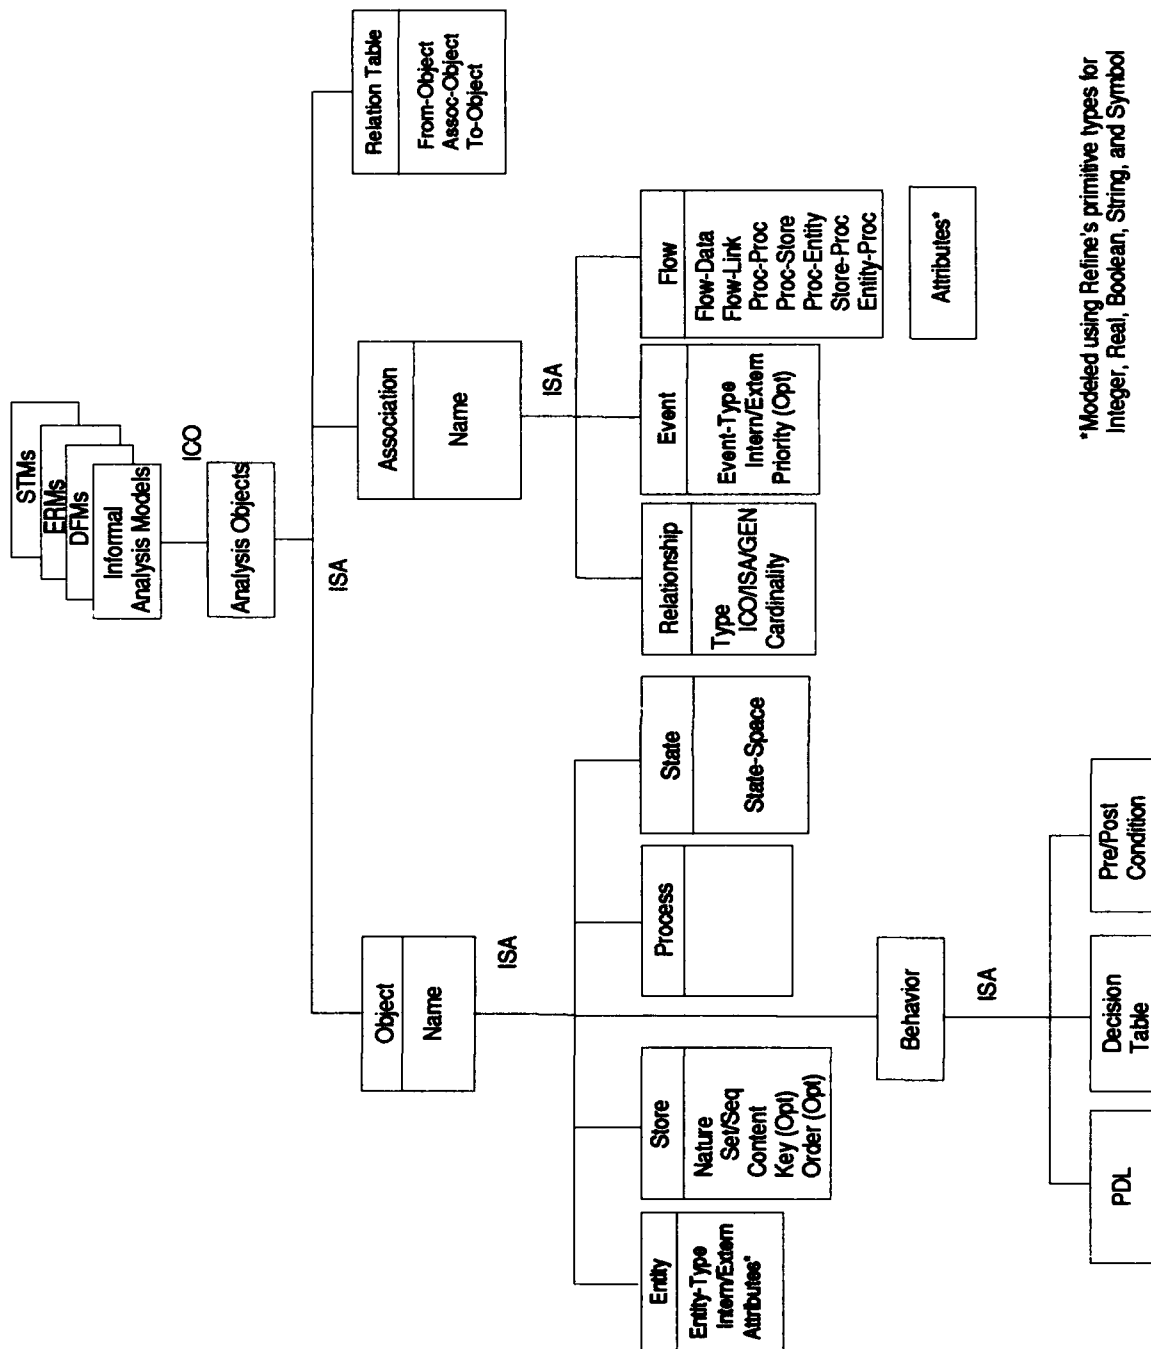 STMs
ERMs
DFMs
Informal
Analysis Models
ICO
Analysis Objects
ISA
Object
Name
ISA
Association
Name
ISA
Relation Table
From-Object
Assoc-Object
To-Object
Entity
Entity-Type
Intern/Extern
Attributes*
Store
Nature
Set/Seq
Content
Key (Opt)
Order (Opt)
Process
State
State-Space
Relationship
Type
ICO/ISA/GEN
Cardinality
Event
Event-Type
Intern/Extern
Priority (Opt)
Flow
Flow-Data
Flow-Link
Proc-Proc
Proc-Store
Proc-Entity
Store-Proc
Entity-Proc
Behavior
ISA
Attributes*
PDL
Decision
Table
Pre/Post
Condition
*Modeled using Refine's primitive types for
Integer, Real, Boolean, String, and Symbol